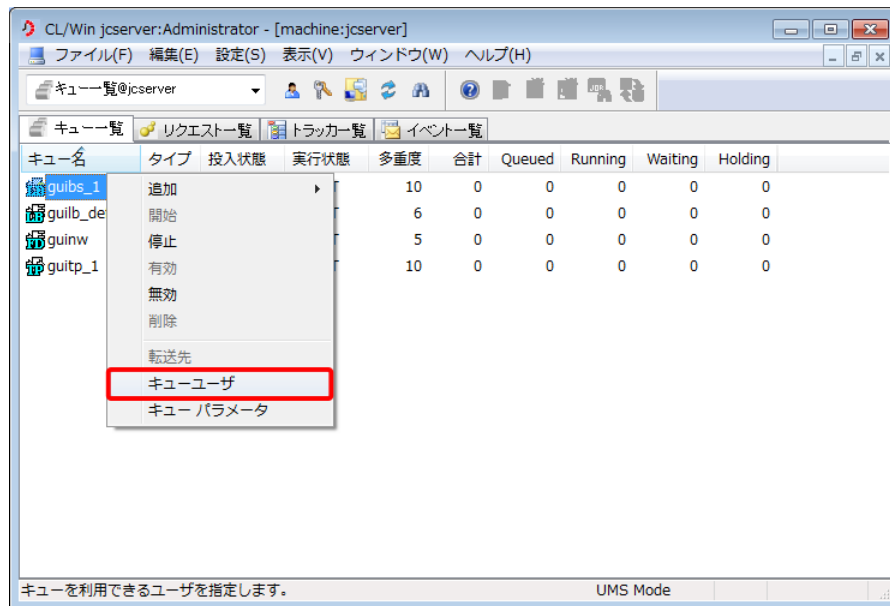 CL/Win jcserver:Administrator - [machine:jcserver]
ファイル(F) 編集(E) 設定(S) 表示(V) ウィンドウ(W) ヘルプ(H)
キュー一覧@jcserver
キュー一覧 リクエスト一覧 トラッカ一覧 イベント一覧
キュー名 タイプ 投入状態 実行状態 多重度 合計 Queued Running Waiting Holding
guibs_1 10 0 0 0 0 0
guilb_de 6 0 0 0 0 0
guinw 5 0 0 0 0 0
guitp_1 10 0 0 0 0 0
追加
開始
停止
有効
無効
削除
転送先
キューユーザ
キュー パラメータ
キューを利用できるユーザを指定します。 UMS Mode